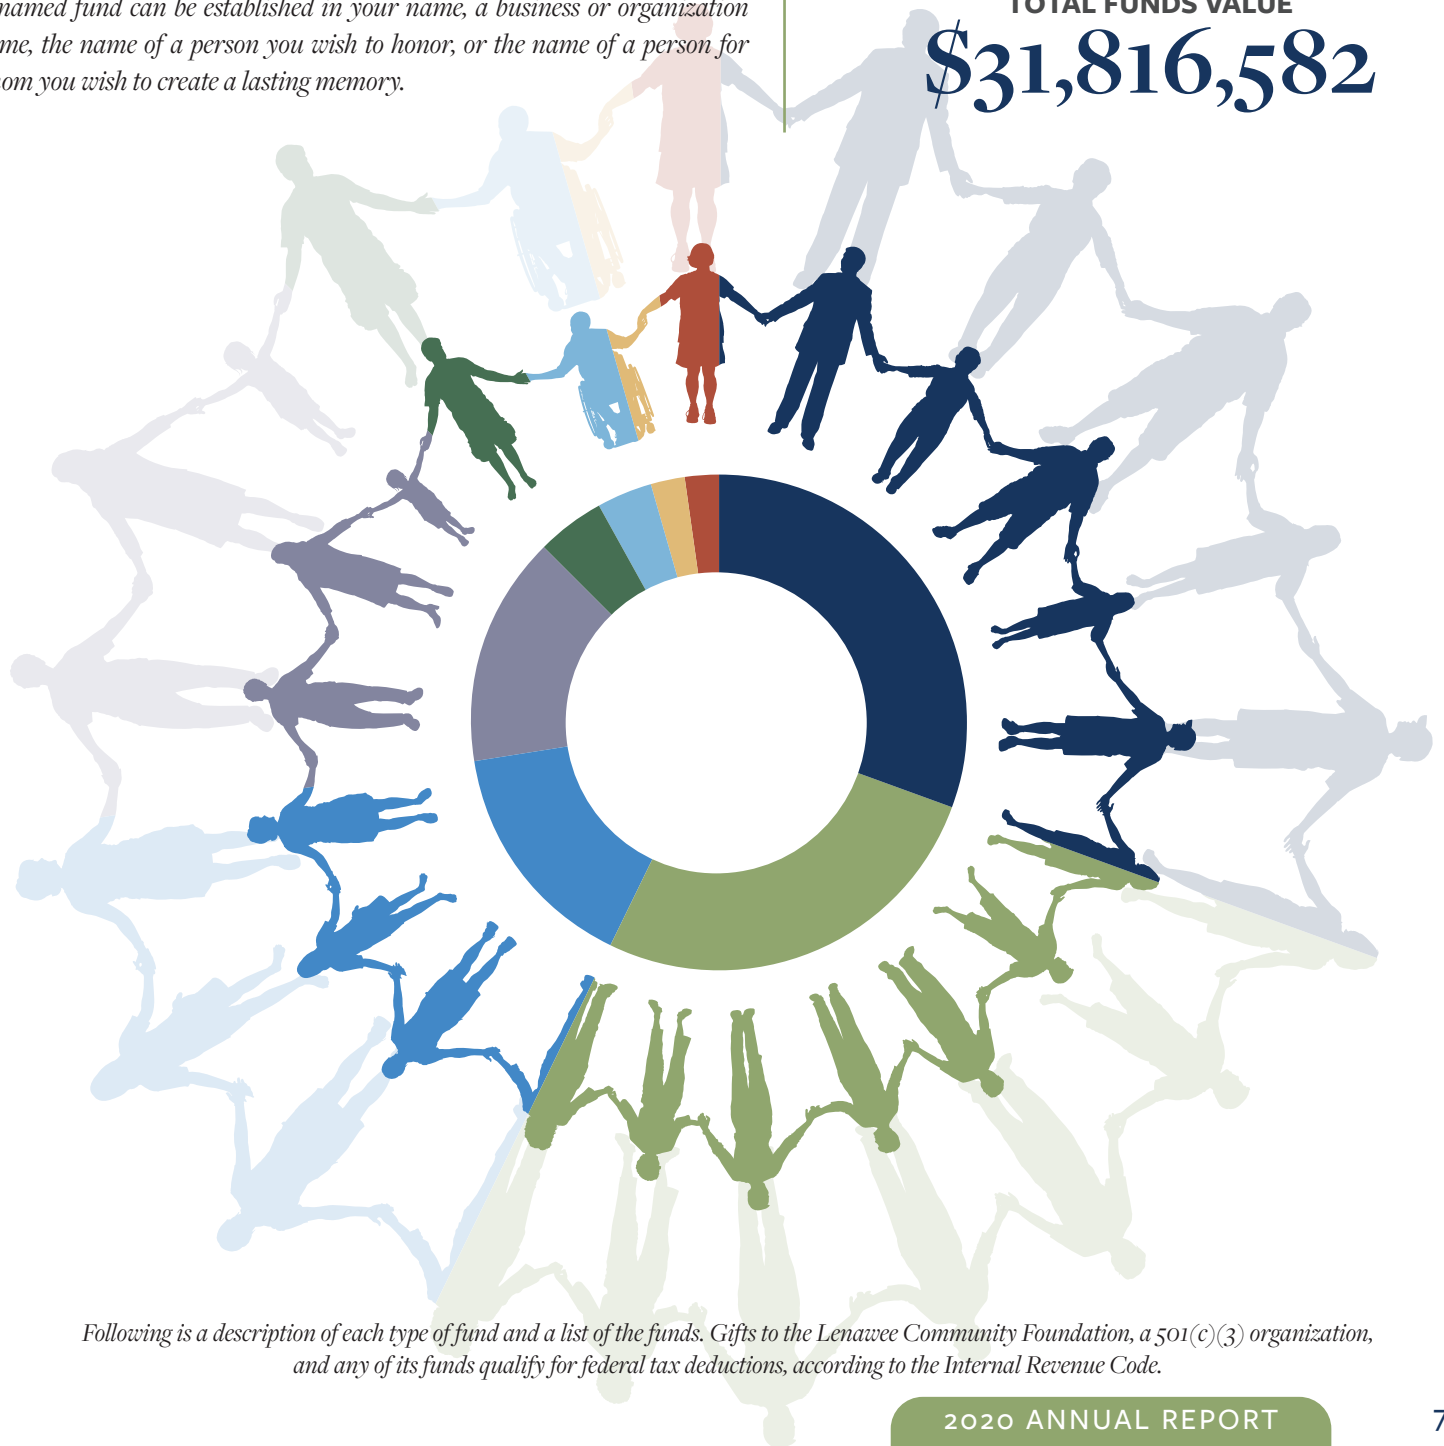 named fund can be established in your name, a business or organization
me, the name of a person you wish to honor, or the name of a person for
om you wish to create a lasting memory.
TOTAL FUNDS VALUE
$31,816,582
Following is a description of each type of fund and a list of the funds. Gifts to the Lenawee Community Foundation, a 501(c)(3) organization,
and any of its funds qualify for federal tax deductions, according to the Internal Revenue Code.
2020 ANNUAL REPORT
7